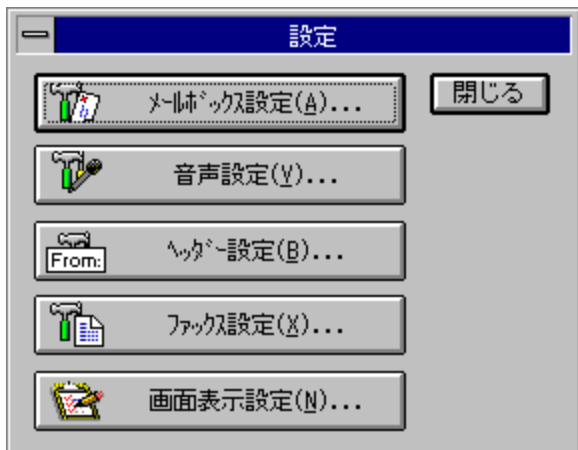 設定
ﾒｰﾙﾎﾞｯｸｽ設定(A)...
閉じる
音声設定(V)...
From:
ﾍｯﾀﾞｰ設定(B)...
ﾌｧｯｸｽ設定(X)...
画面表示設定(N)...